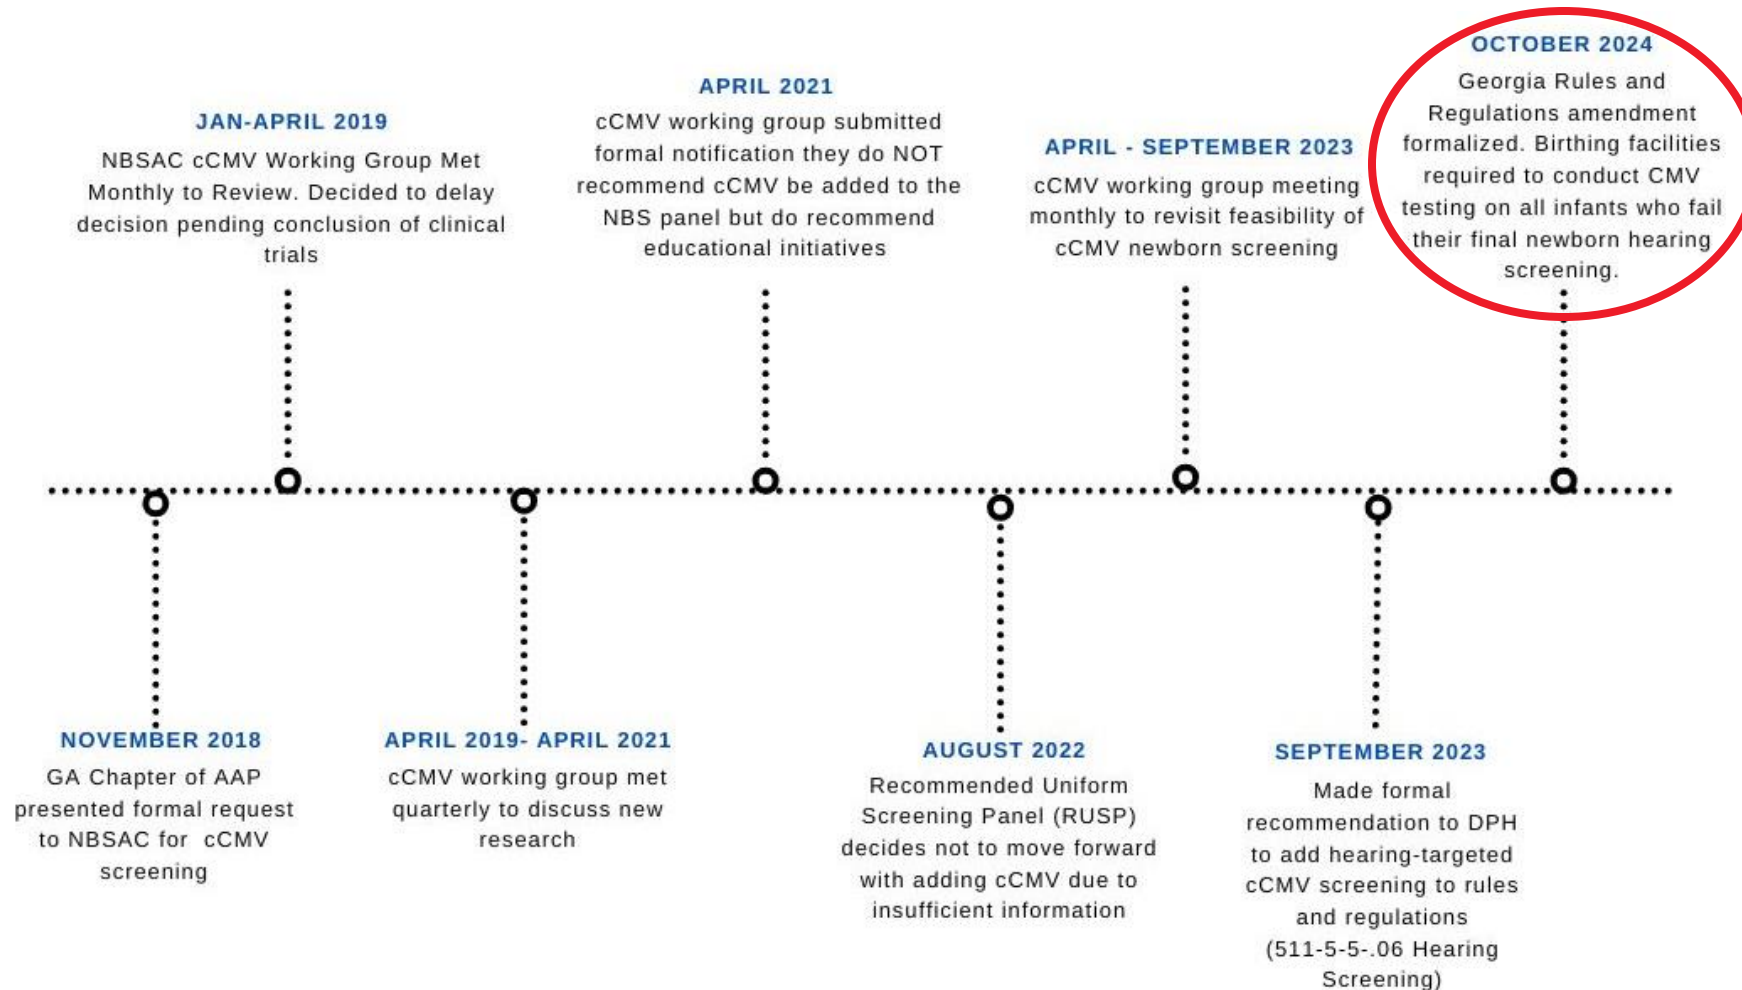 OCTOBER 2024
Georgia Rules and
Regulations amendment
formalized. Birthing facilities
required to conduct CMV
testing on all infants who fail
their final newborn hearing
screening.
APRIL 2021
cCMV working group submitted
formal notification they do NOT
recommend cCMV be added to the
NBS panel but do recommend
educational initiatives
JAN-APRIL 2019
NBSAC cCMV Working Group Met
Monthly to Review. Decided to delay
decision pending conclusion of clinical
trials
APRIL - SEPTEMBER 2023
cCMV working group meeting
monthly to revisit feasibility of
cCMV newborn screening
NOVEMBER 2018
GA Chapter of AAP
presented formal request
to NBSAC for  cCMV
screening
APRIL 2019- APRIL 2021
cCMV working group met
quarterly to discuss new
research
AUGUST 2022
Recommended Uniform
Screening Panel (RUSP)
decides not to move forward
with adding cCMV due to
insufficient information
SEPTEMBER 2023
Made formal
recommendation to DPH
to add hearing-targeted
cCMV screening to rules
and regulations
(511-5-5-.06 Hearing
Screening)